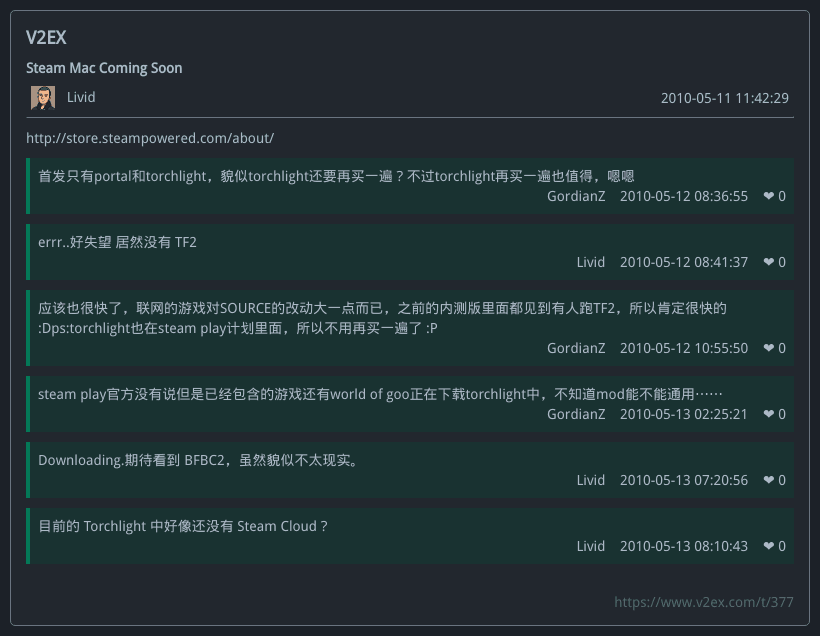 V2EX
Steam Mac Coming Soon
Livid 2010-05-11 11:42:29
http://store.steampowered.com/about/
首发只有portal和torchlight，貌似torchlight还要再买一遍？不过torchlight再买一遍也值得，嗯嗯
GordianZ 2010-05-12 08:36:55 ❤ 0
errr..好失望 居然没有 TF2
Livid 2010-05-12 08:41:37 ❤ 0
应该也很快了，联网的游戏对SOURCE的改动大一点而已，之前的内测版里面都见到有人跑TF2，所以肯定很快的
:Dps:torchlight也在steam play计划里面，所以不用再买一遍了 :P
GordianZ 2010-05-12 10:55:50 ❤ 0
steam play官方没有说但是已经包含的游戏还有world of goo正在下载torchlight中，不知道mod能不能通用……
GordianZ 2010-05-13 02:25:21 ❤ 0
Downloading.期待看到 BFBC2，虽然貌似不太现实。
Livid 2010-05-13 07:20:56 ❤ 0
目前的 Torchlight 中好像还没有 Steam Cloud？
Livid 2010-05-13 08:10:43 ❤ 0
https://www.v2ex.com/t/377